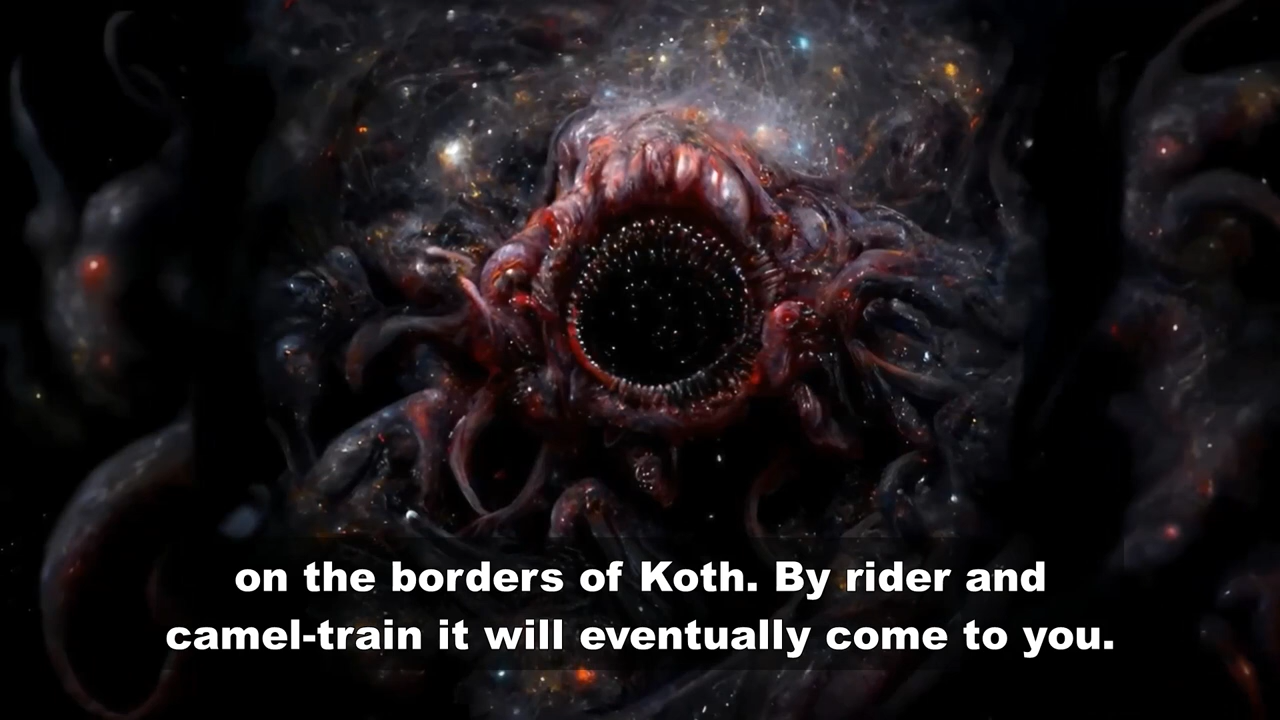 on the borders of Koth. By rider and
camel-train it will eventually come to you.